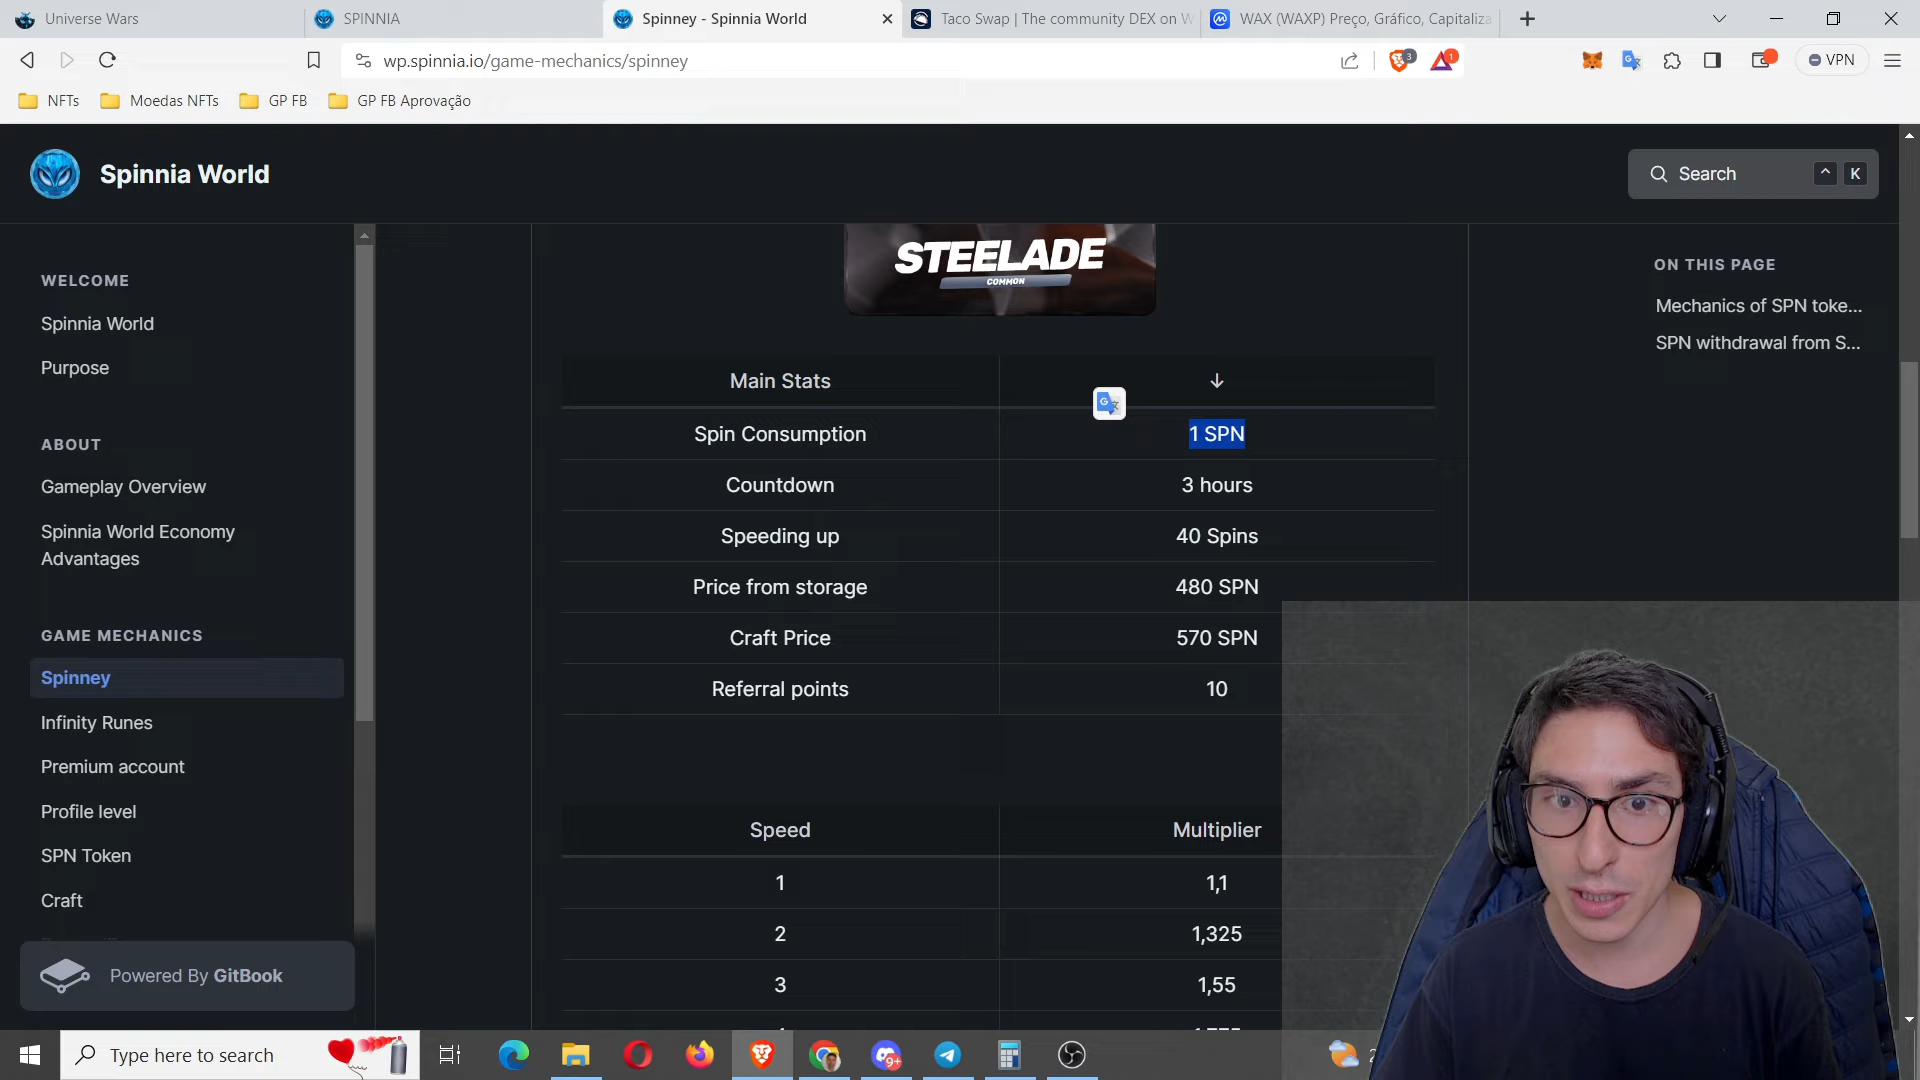 Universe Wars
SPINNIA
Spinney - Spinnia World
Taco Swap | The community DEX on W
WAX (WAXP) Preço, Gráfico, Capitaliza
wp.spinnia.io/game-mechanics/spinney
3
1
VPN
NFTs
Moedas NFTs
GP FB
GP FB Aprovação
Spinnia World
Search
^ K
WELCOME
Spinnia World
Purpose
ABOUT
Gameplay Overview
Spinnia World Economy
Advantages
GAME MECHANICS
Spinney
Infinity Runes
Premium account
Profile level
SPN Token
Craft
Powered By GitBook
STEELADE
COMMON
Main Stats ↓
Spin Consumption 1 SPN
Countdown 3 hours
Speeding up 40 Spins
Price from storage 480 SPN
Craft Price 570 SPN
Referral points 10
Speed Multiplier
1 1,1
2 1,325
3 1,55
ON THIS PAGE
Mechanics of SPN toke...
SPN withdrawal from S...
Type here to search
9+